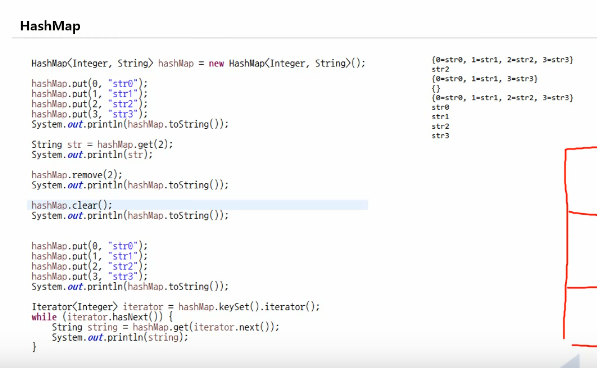 HashMap
HashMap<Integer, String> hashMap = new HashMap<Integer, String>();
hashMap.put(0, "str0");
hashMap.put(1, "str1");
hashMap.put(2, "str2");
hashMap.put(3, "str3");
System.out.println(hashMap.toString());
String str = hashMap.get(2);
System.out.println(str);
hashMap.remove(2);
System.out.println(hashMap.toString());
hashMap.clear();
System.out.println(hashMap.toString());
hashMap.put(0, "str0");
hashMap.put(1, "str1");
hashMap.put(2, "str2");
hashMap.put(3, "str3");
System.out.println(hashMap.toString());
Iterator<Integer> iterator = hashMap.keySet().iterator();
while (iterator.hasNext()) {
String string = hashMap.get(iterator.next());
System.out.println(string);
}
{0=str0, 1=str1, 2=str2, 3=str3}
str2
{0=str0, 1=str1, 3=str3}
{}
{0=str0, 1=str1, 2=str2, 3=str3}
str0
str1
str2
str3